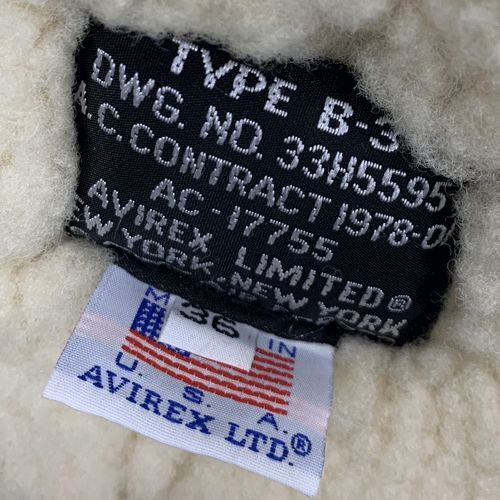 TYPE B-3
DWG. NO. 33H5595
A.C. CONTRACT 1978-0
AC-17755
AVIREX LIMITED®
NEW YORK, NEW YORK
36
M IN
U. S. A.
AVIREX LTD.®